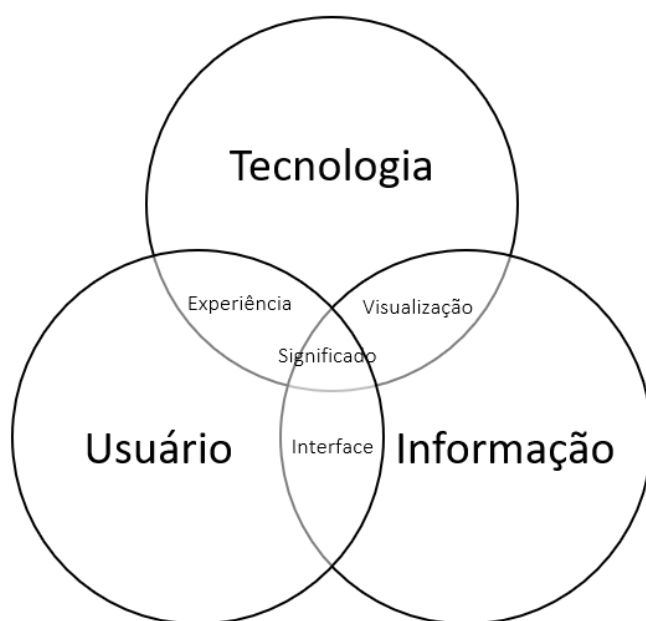 Tecnologia
Experiência
Visualização
Significado
Usuário
Interface
Informação